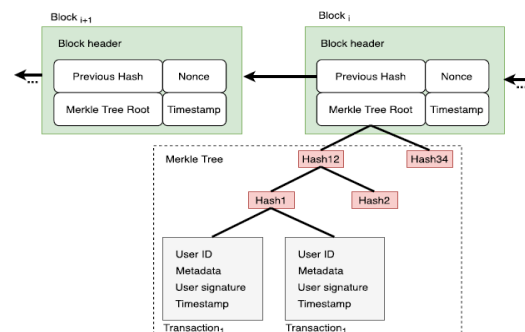 Block i+1
Block header
Previous Hash
Nonce
Merkle Tree Root
Timestamp
Block i
Block header
Previous Hash
Nonce
Merkle Tree Root
Timestamp
...
...
Merkle Tree
Hash12
Hash34
Hash1
Hash2
User ID
Metadata
User signature
Timestamp
Transaction1
User ID
Metadata
User signature
Timestamp
Transaction1